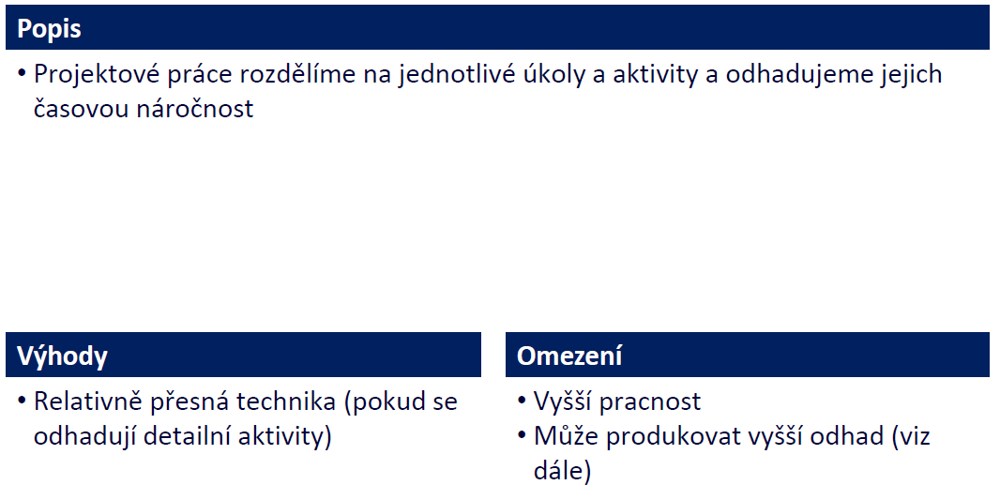 Popis
• Projektové práce rozdělíme na jednotlivé úkoly a aktivity a odhadujeme jejich
časovou náročnost
Výhody
• Relativně přesná technika (pokud se
odhadují detailní aktivity)
Omezení
• Vyšší pracnost
• Může produkovat vyšší odhad (viz
dále)